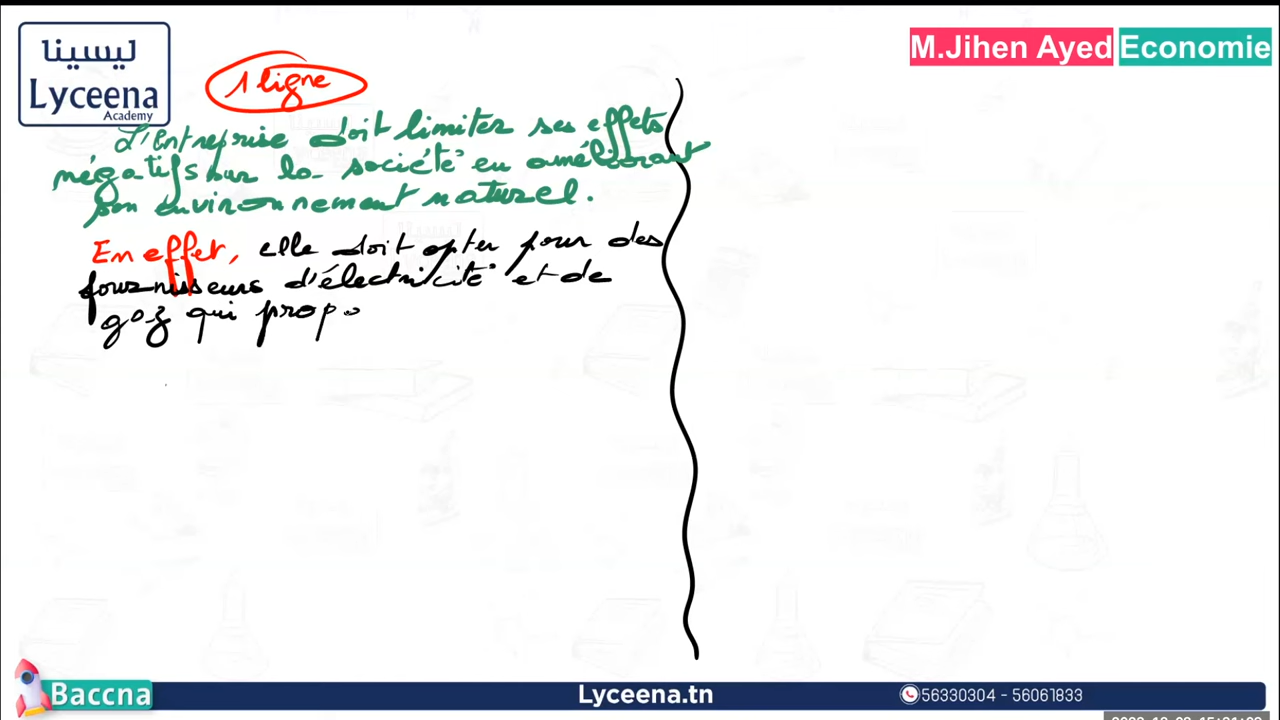 ليسينا
Lyceena
Academy
M.Jihen Ayed Economie
1 ligne
L'Entreprise doit limiter ses effets
négatifs sur la société en améliorant
son environnement naturel.
En effet, elle doit opter pour des
fournisseurs d'électricité et de
gaz qui propo
Baccna
Lyceena.tn
56330304 - 56061833